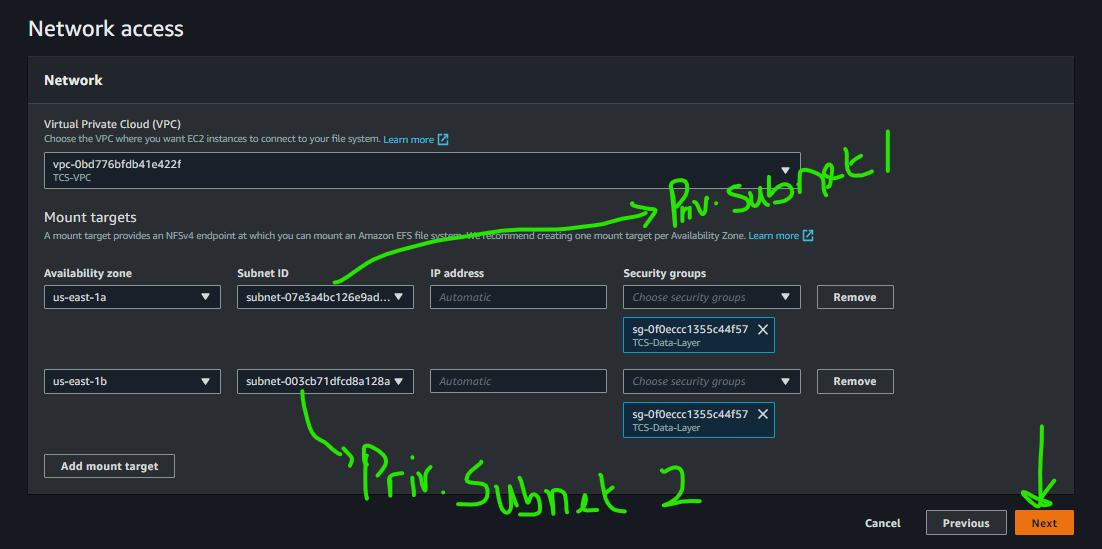 Network access
Network
Virtual Private Cloud (VPC)
Choose the VPC where you want EC2 instances to connect to your file system. Learn more
vpc-0bd776bfdb41e422f
TCS-VPC
Priv. Subnet 1
Mount targets
A mount target provides an NFSv4 endpoint at which you can mount an Amazon EFS file system. We recommend creating one mount target per Availability Zone. Learn more
Availability zone Subnet ID IP address Security groups
us-east-1a subnet-07e3a4bc126e9ad... Automatic Choose security groups Remove
sg-0f0eccc1355c44f57
TCS-Data-Layer
us-east-1b subnet-003cb71dfcd8a128a Automatic Choose security groups Remove
sg-0f0eccc1355c44f57
TCS-Data-Layer
Add mount target
Priv. Subnet 2
Cancel Previous Next